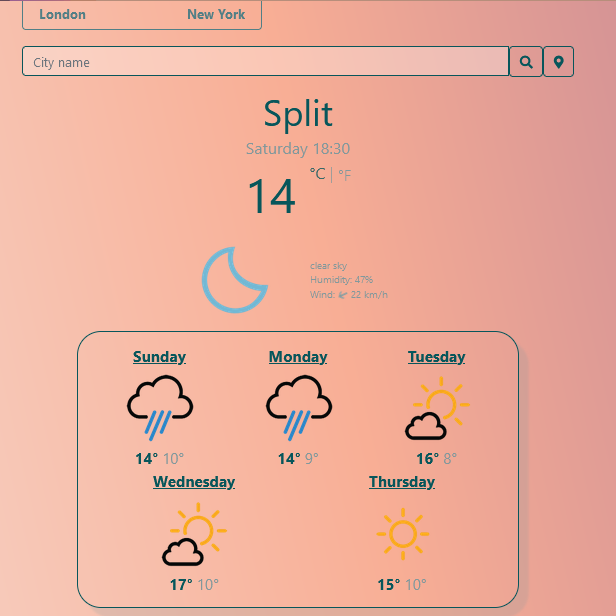 London New York
City name
Split
Saturday 18:30
14 °C | °F
clear sky
Humidity: 47%
Wind: 22 km/h
Sunday Monday Tuesday
14° 10° 14° 9° 16° 8°
Wednesday Thursday
17° 10° 15° 10°